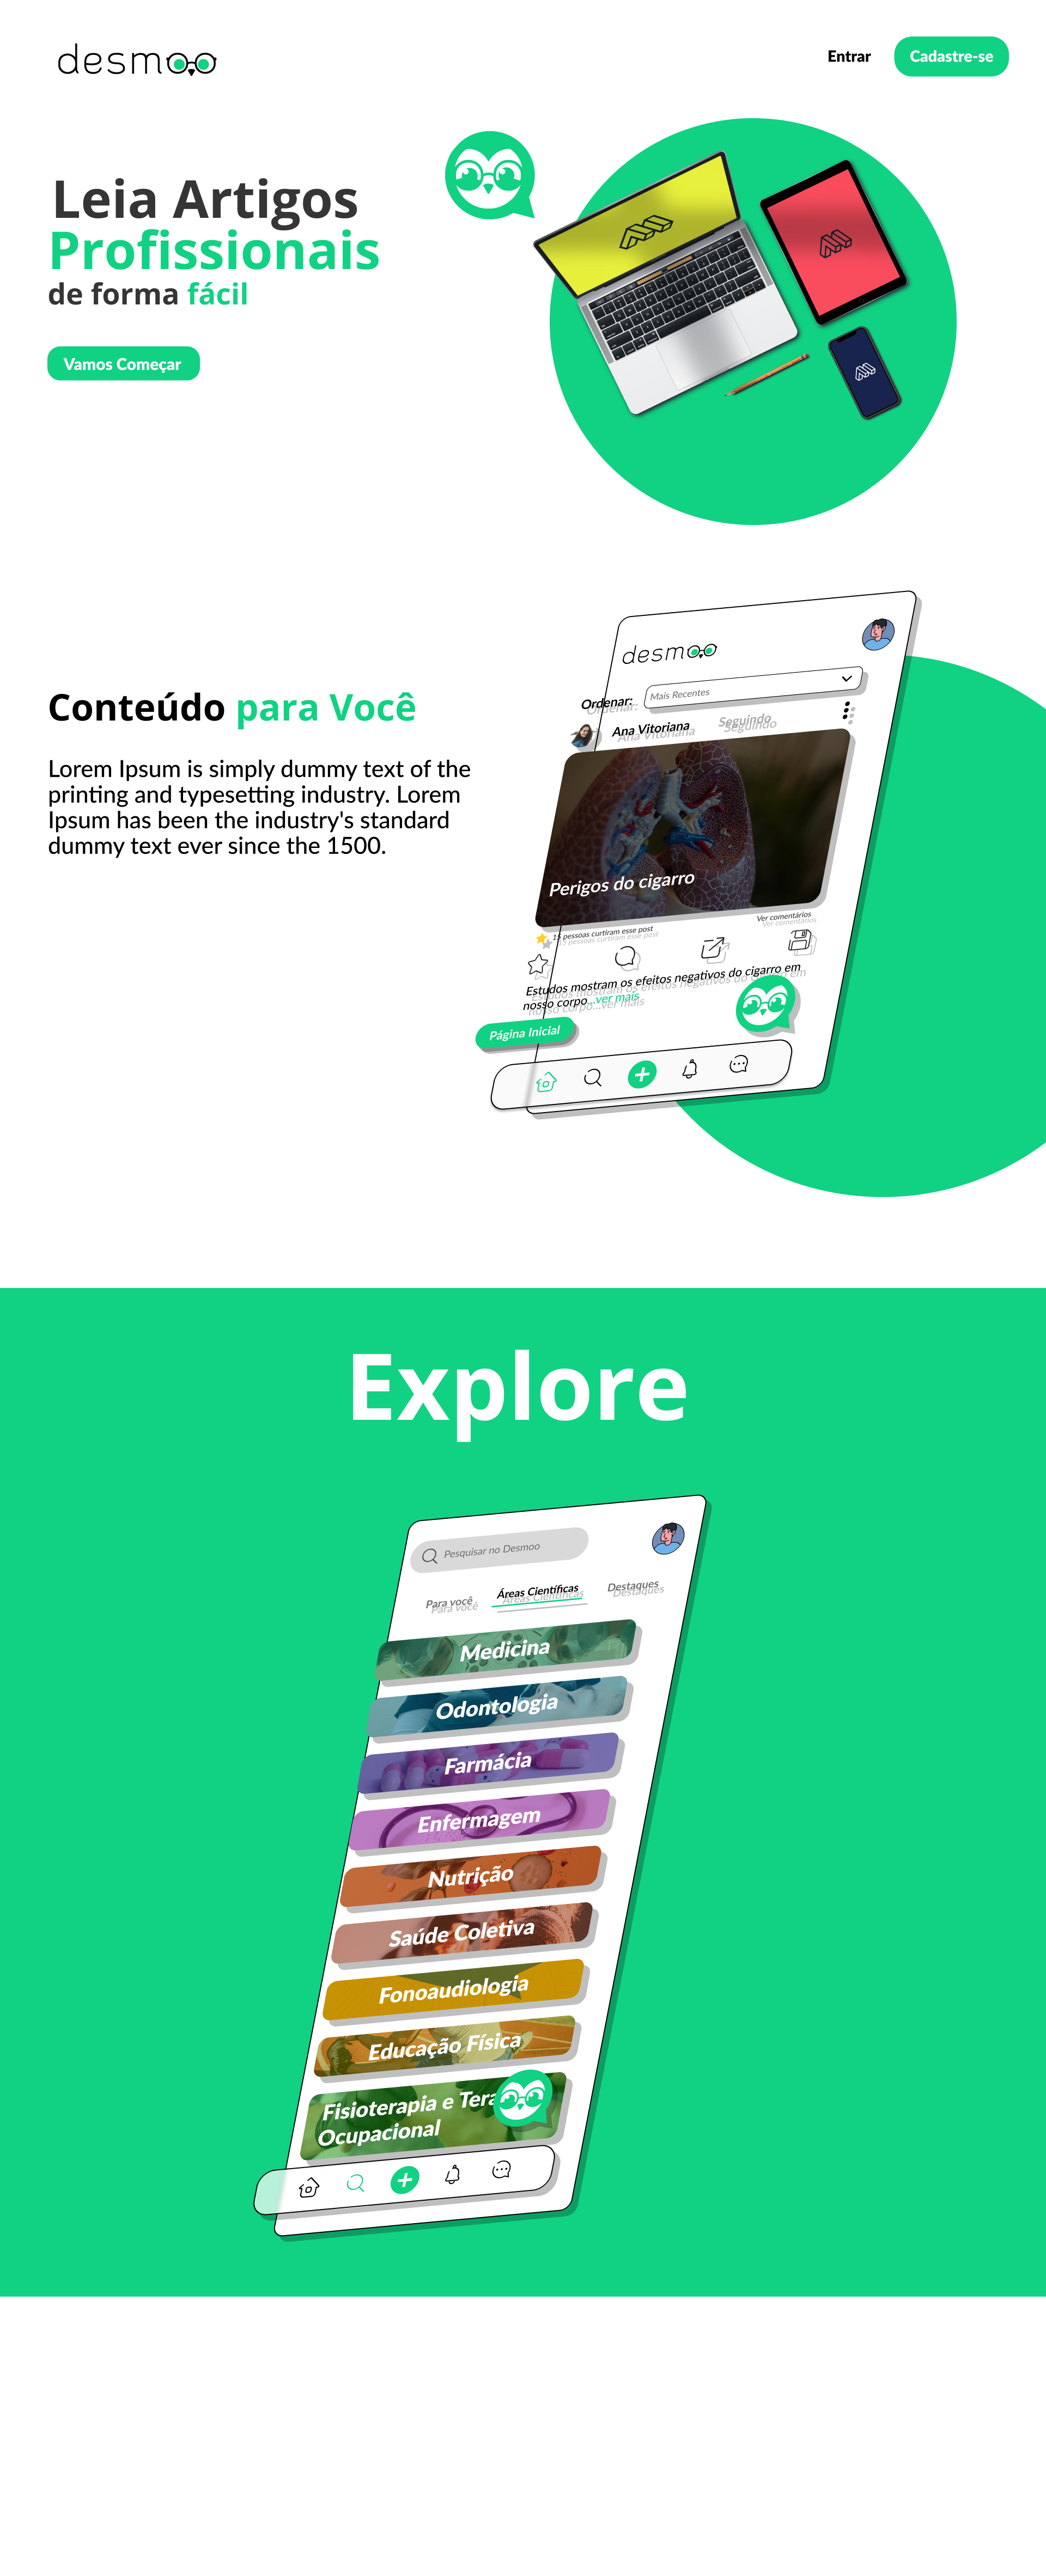 desmoo
Entrar
Cadastre-se
Leia Artigos
Profissionais
de forma fácil
Vamos Começar
desmoo
Ordenar:
Mais Recentes
Ana Vitoriana
Seguindo
Conteúdo para Você
Lorem Ipsum is simply dummy text of the
printing and typesetting industry. Lorem
Ipsum has been the industry's standard
dummy text ever since the 1500.
Perigos do cigarro
15 pessoas curtiram esse post
Ver comentários
Estudos mostram os efeitos negativos do cigarro em
nosso corpo...ver mais
Página Inicial
Explore
Pesquisar no Desmoo
Para você
Áreas Científicas
Destaques
Medicina
Odontologia
Farmácia
Enfermagem
Nutrição
Saúde Coletiva
Fonoaudiologia
Educação Física
Fisioterapia e Tera
Ocupacional